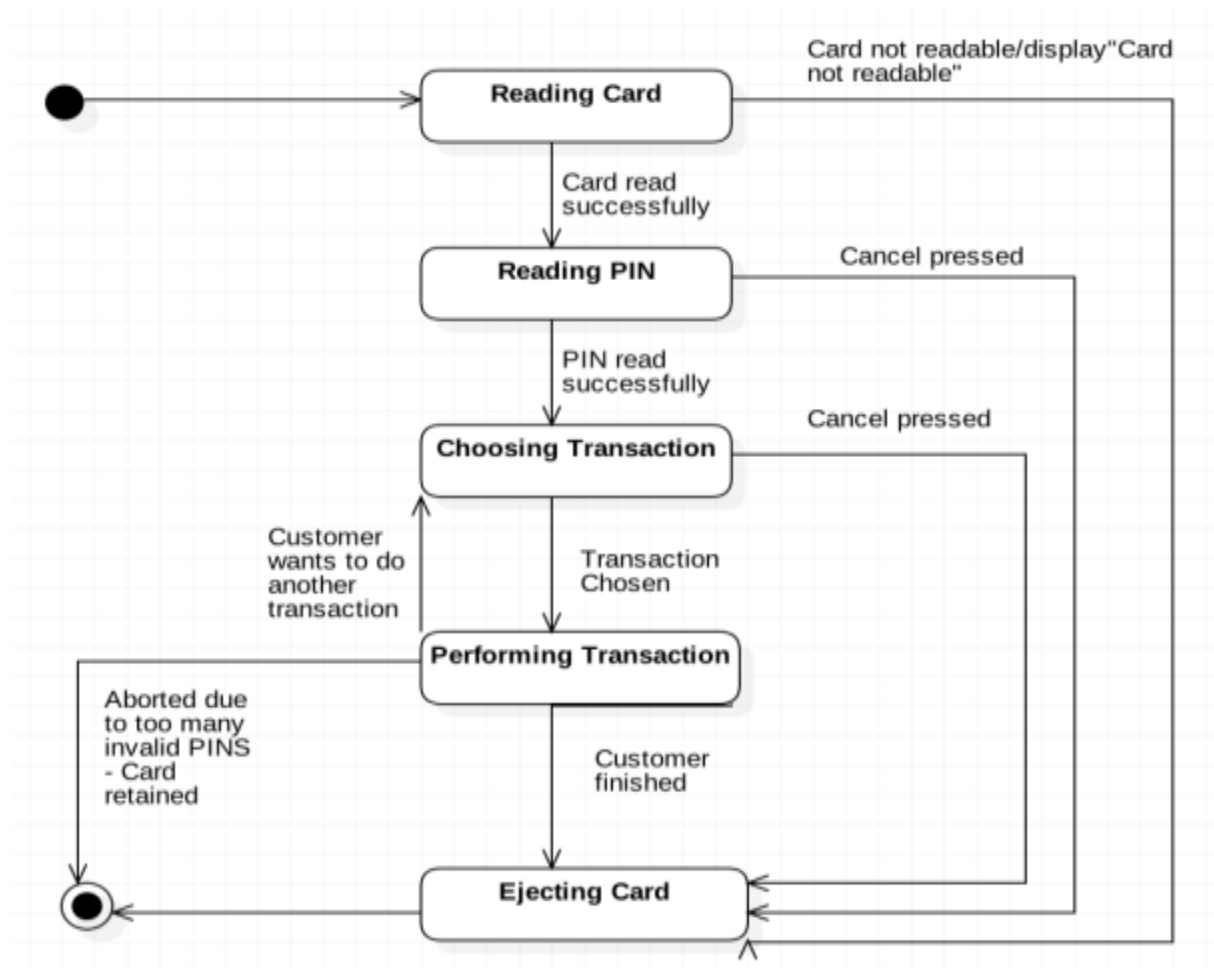 Card not readable/display"Card
not readable"
Reading Card
Card read
successfully
Reading PIN
Cancel pressed
PIN read
successfully
Cancel pressed
Choosing Transaction
Customer
wants to do
another
transaction
Transaction
Chosen
Performing Transaction
Aborted due
to too many
invalid PINS
- Card
retained
Customer
finished
Ejecting Card